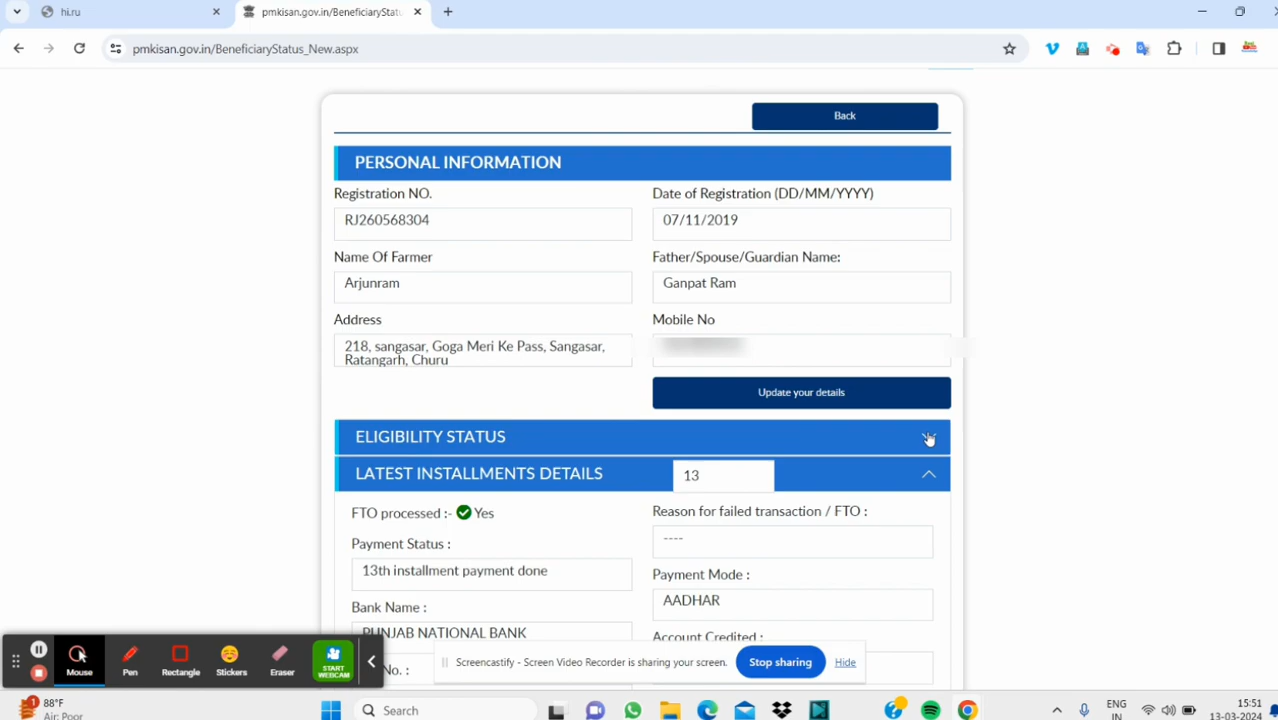 hi.ru
pmkisan.gov.in/BeneficiaryStatu
pmkisan.gov.in/BeneficiaryStatus_New.aspx
Back
PERSONAL INFORMATION
Registration NO.
Date of Registration (DD/MM/YYYY)
RJ260568304
07/11/2019
Name Of Farmer
Father/Spouse/Guardian Name:
Arjunram
Ganpat Ram
Address
Mobile No
218, sangasar, Goga Meri Ke Pass, Sangasar,
Ratangarh, Churu
Update your details
ELIGIBILITY STATUS
LATEST INSTALLMENTS DETAILS
13
FTO processed :- Yes
Reason for failed transaction / FTO :
----
Payment Status :
13th installment payment done
Payment Mode :
AADHAR
Bank Name :
PUNJAB NATIONAL BANK
Account Credited :
No. :
Mouse
Pen
Rectangle
Stickers
Eraser
START
WEBCAM
Screencastify - Screen Video Recorder is sharing your screen.
Stop sharing
Hide
1
88°F
Air: Poor
Search
ENG
IN
15:51
13-03-2024